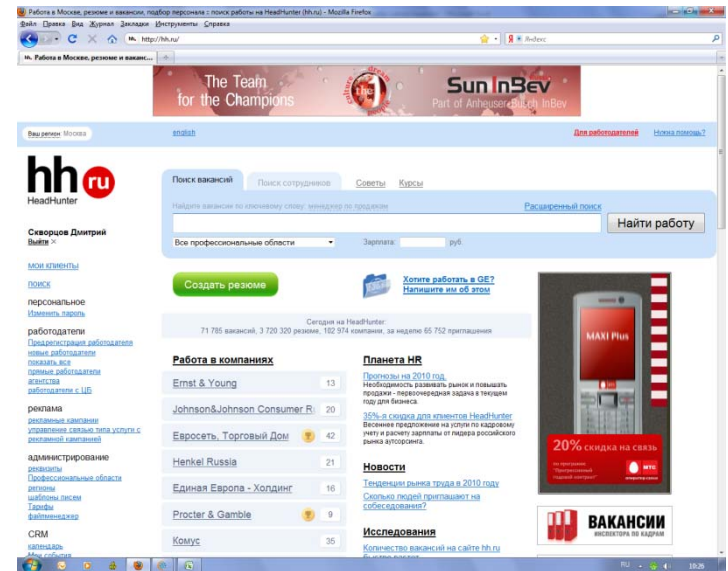 Работа в Москве, резюме и вакансии, подбор персонала :: поиск работы на HeadHunter (hh.ru) - Mozilla Firefox
Файл Правка Вид Журнал Закладки Инструменты Справка
http://hh.ru/
Яндекс
hh. Работа в Москве, резюме и ваканс...
The Team
for the Champions
the
dream
culture
Sun InBev
Part of Anheuser-Busch InBev
Ваш регион Москва
english
Для работодателей
Нужна помощь?
hh ru
HeadHunter
Поиск вакансий
Поиск сотрудников
Советы
Курсы
Найдите вакансии по ключевому слову: менеджер по продажам
Расширенный поиск
Найти работу
Все профессиональные области
Зарплата:
руб
Скворцов Дмитрий
Выйти ×
мои клиенты
поиск
персональное
Изменить пароль
работодатели
Предрегистрация работодателя
новые работодатели
показать все
прямые работодатели
агентства
работодатели с ЦБ
реклама
рекламные кампании
управление связью типа услуги с
рекламной кампанией
администрирование
реквизиты
Профессиональные области
регионы
шаблоны писем
Тарифы
файлменеджер
CRM
календарь
Мои события
Создать резюме
Хотите работать в GE?
Напишите им об этом
Сегодня на HeadHunter:
71 785 вакансий, 3 720 320 резюме, 102 974 компании, за неделю 65 752 приглашения
Работа в компаниях
Ernst & Young 13
Johnson&Johnson Consumer R 20
Евросеть, Торговый Дом 42
Henkel Russia 21
Единая Европа - Холдинг 16
Procter & Gamble 9
Комус 35
Планета HR
Прогнозы на 2010 год.
Необходимость развивать рынок и повышать
продажи - первоочередная задача в текущем
году для бизнеса.
35%-я скидка для клиентов HeadHunter
Весеннее предложение на услуги по кадровому
учету и расчету зарплаты от лидера российского
рынка аутсорсинга.
Новости
Тенденции рынка труда в 2010 году
Сколько людей приглашают на
собеседования?
Исследования
Количество вакансий на сайте hh.ru
быстро растет
MAXI Plus
20% скидка на связь
по программе
МТС
ВАКАНСИИ
ИНСПЕКТОРА ПО КАДРАМ
RU
10:26